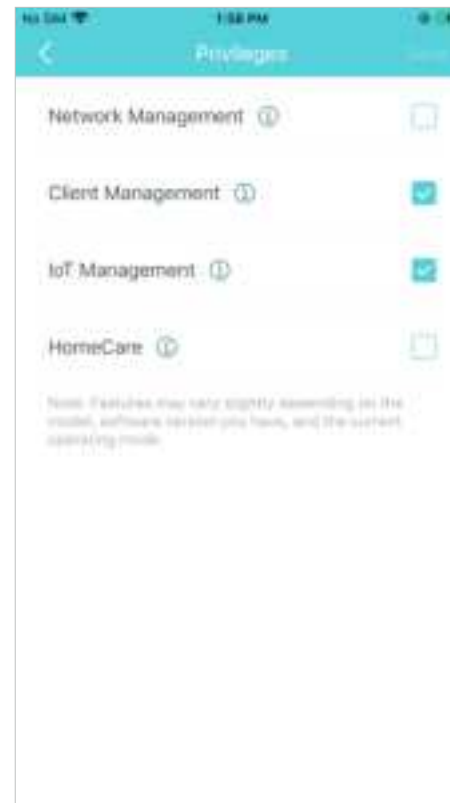 No SIM 1:58 PM
Privileges
Network Management
Client Management
IoT Management
HomeCare
Note: Features may vary slightly depending on the
model, software version you have, and the current
operating mode.